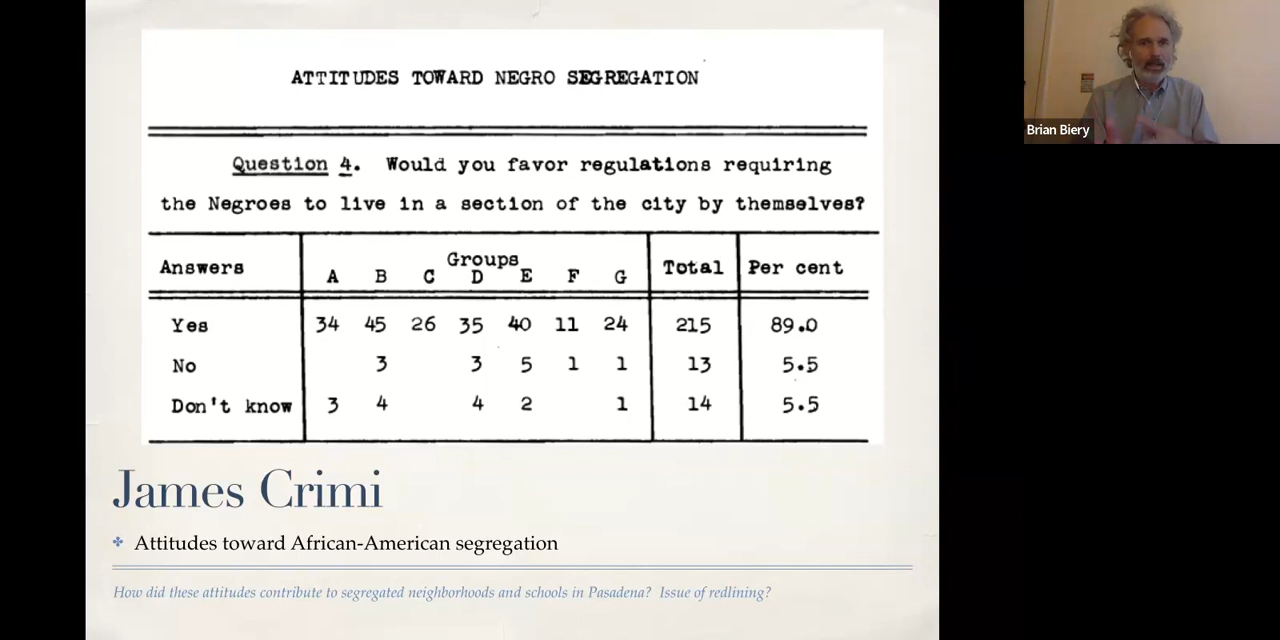 ATTITUDES TOWARD NEGRO SEGREGATION
Question 4. Would you favor regulations requiring
the Negroes to live in a section of the city by themselves?
Answers Groups Total Per cent
A B C D E F G
Yes 34 45 26 35 40 11 24 215 89.0
No 3 3 5 1 1 13 5.5
Don't know 3 4 4 2 1 14 5.5
James Crimi
Attitudes toward African-American segregation
How did these attitudes contribute to segregated neighborhoods and schools in Pasadena? Issue of redlining?
Brian Biery